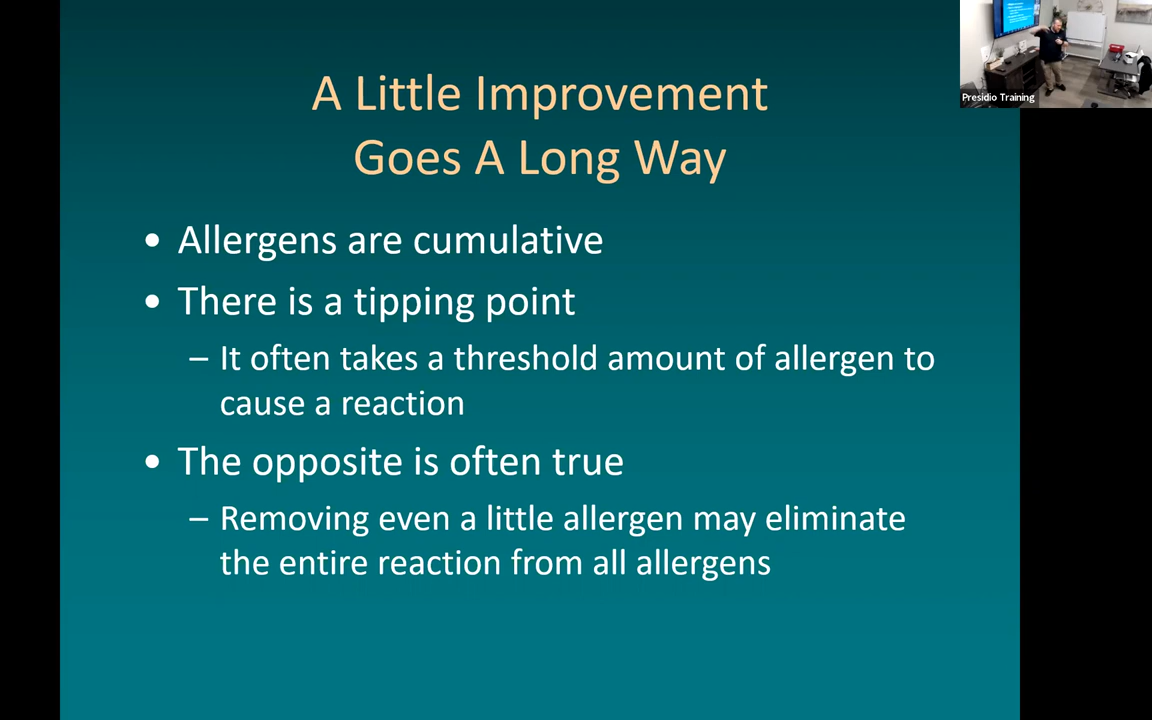 A Little Improvement
Goes A Long Way
• Allergens are cumulative
• There is a tipping point
– It often takes a threshold amount of allergen to
cause a reaction
• The opposite is often true
– Removing even a little allergen may eliminate
the entire reaction from all allergens
Presidio Training